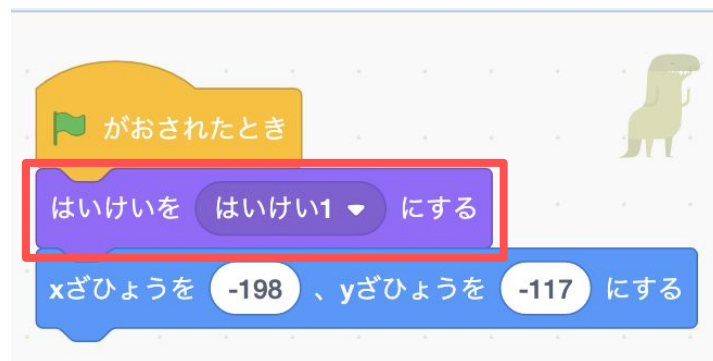 がおされたとき
はいけいを はいけい1 にする
xざひょうを -198 、yざひょうを -117 にする